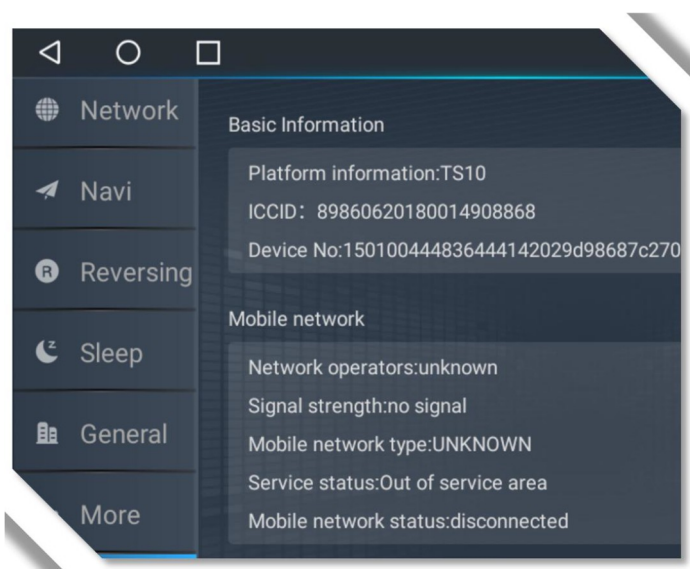 Network
Navi
Reversing
Sleep
General
More
Basic Information
Platform information:TS10
ICCID: 89860620180014908868
Device No:150100444836444142029d98687c270
Mobile network
Network operators:unknown
Signal strength:no signal
Mobile network type:UNKNOWN
Service status:Out of service area
Mobile network status:disconnected